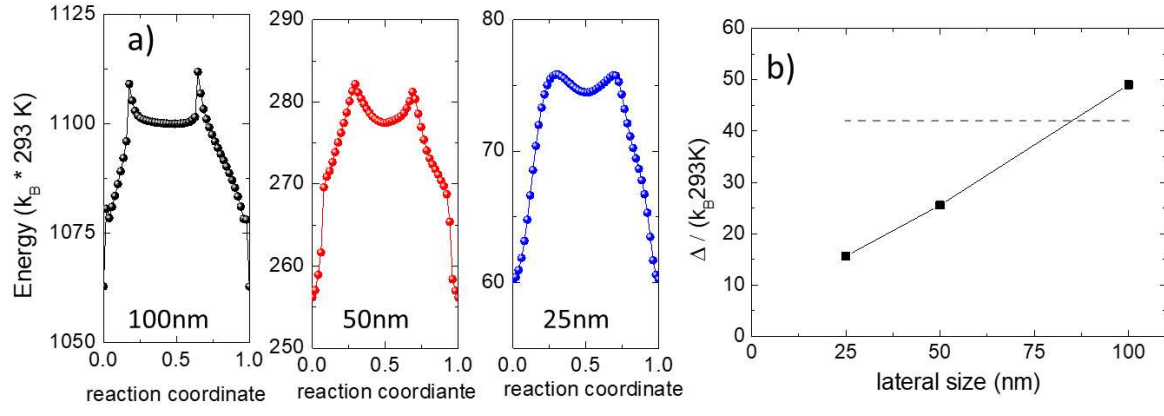 a)
Energy (k_B * 293 K)
1125
1100
1075
1050
100nm
0.0 0.5 1.0
reaction coordinate
290
280
270
260
250
50nm
0.0 0.5 1.0
reaction coordiante
80
70
60
25nm
0.0 0.5 1.0
reaction coordinate
b)
Δ / (k_B293K)
60
50
40
30
20
10
0
0 25 50 75 100
lateral size (nm)